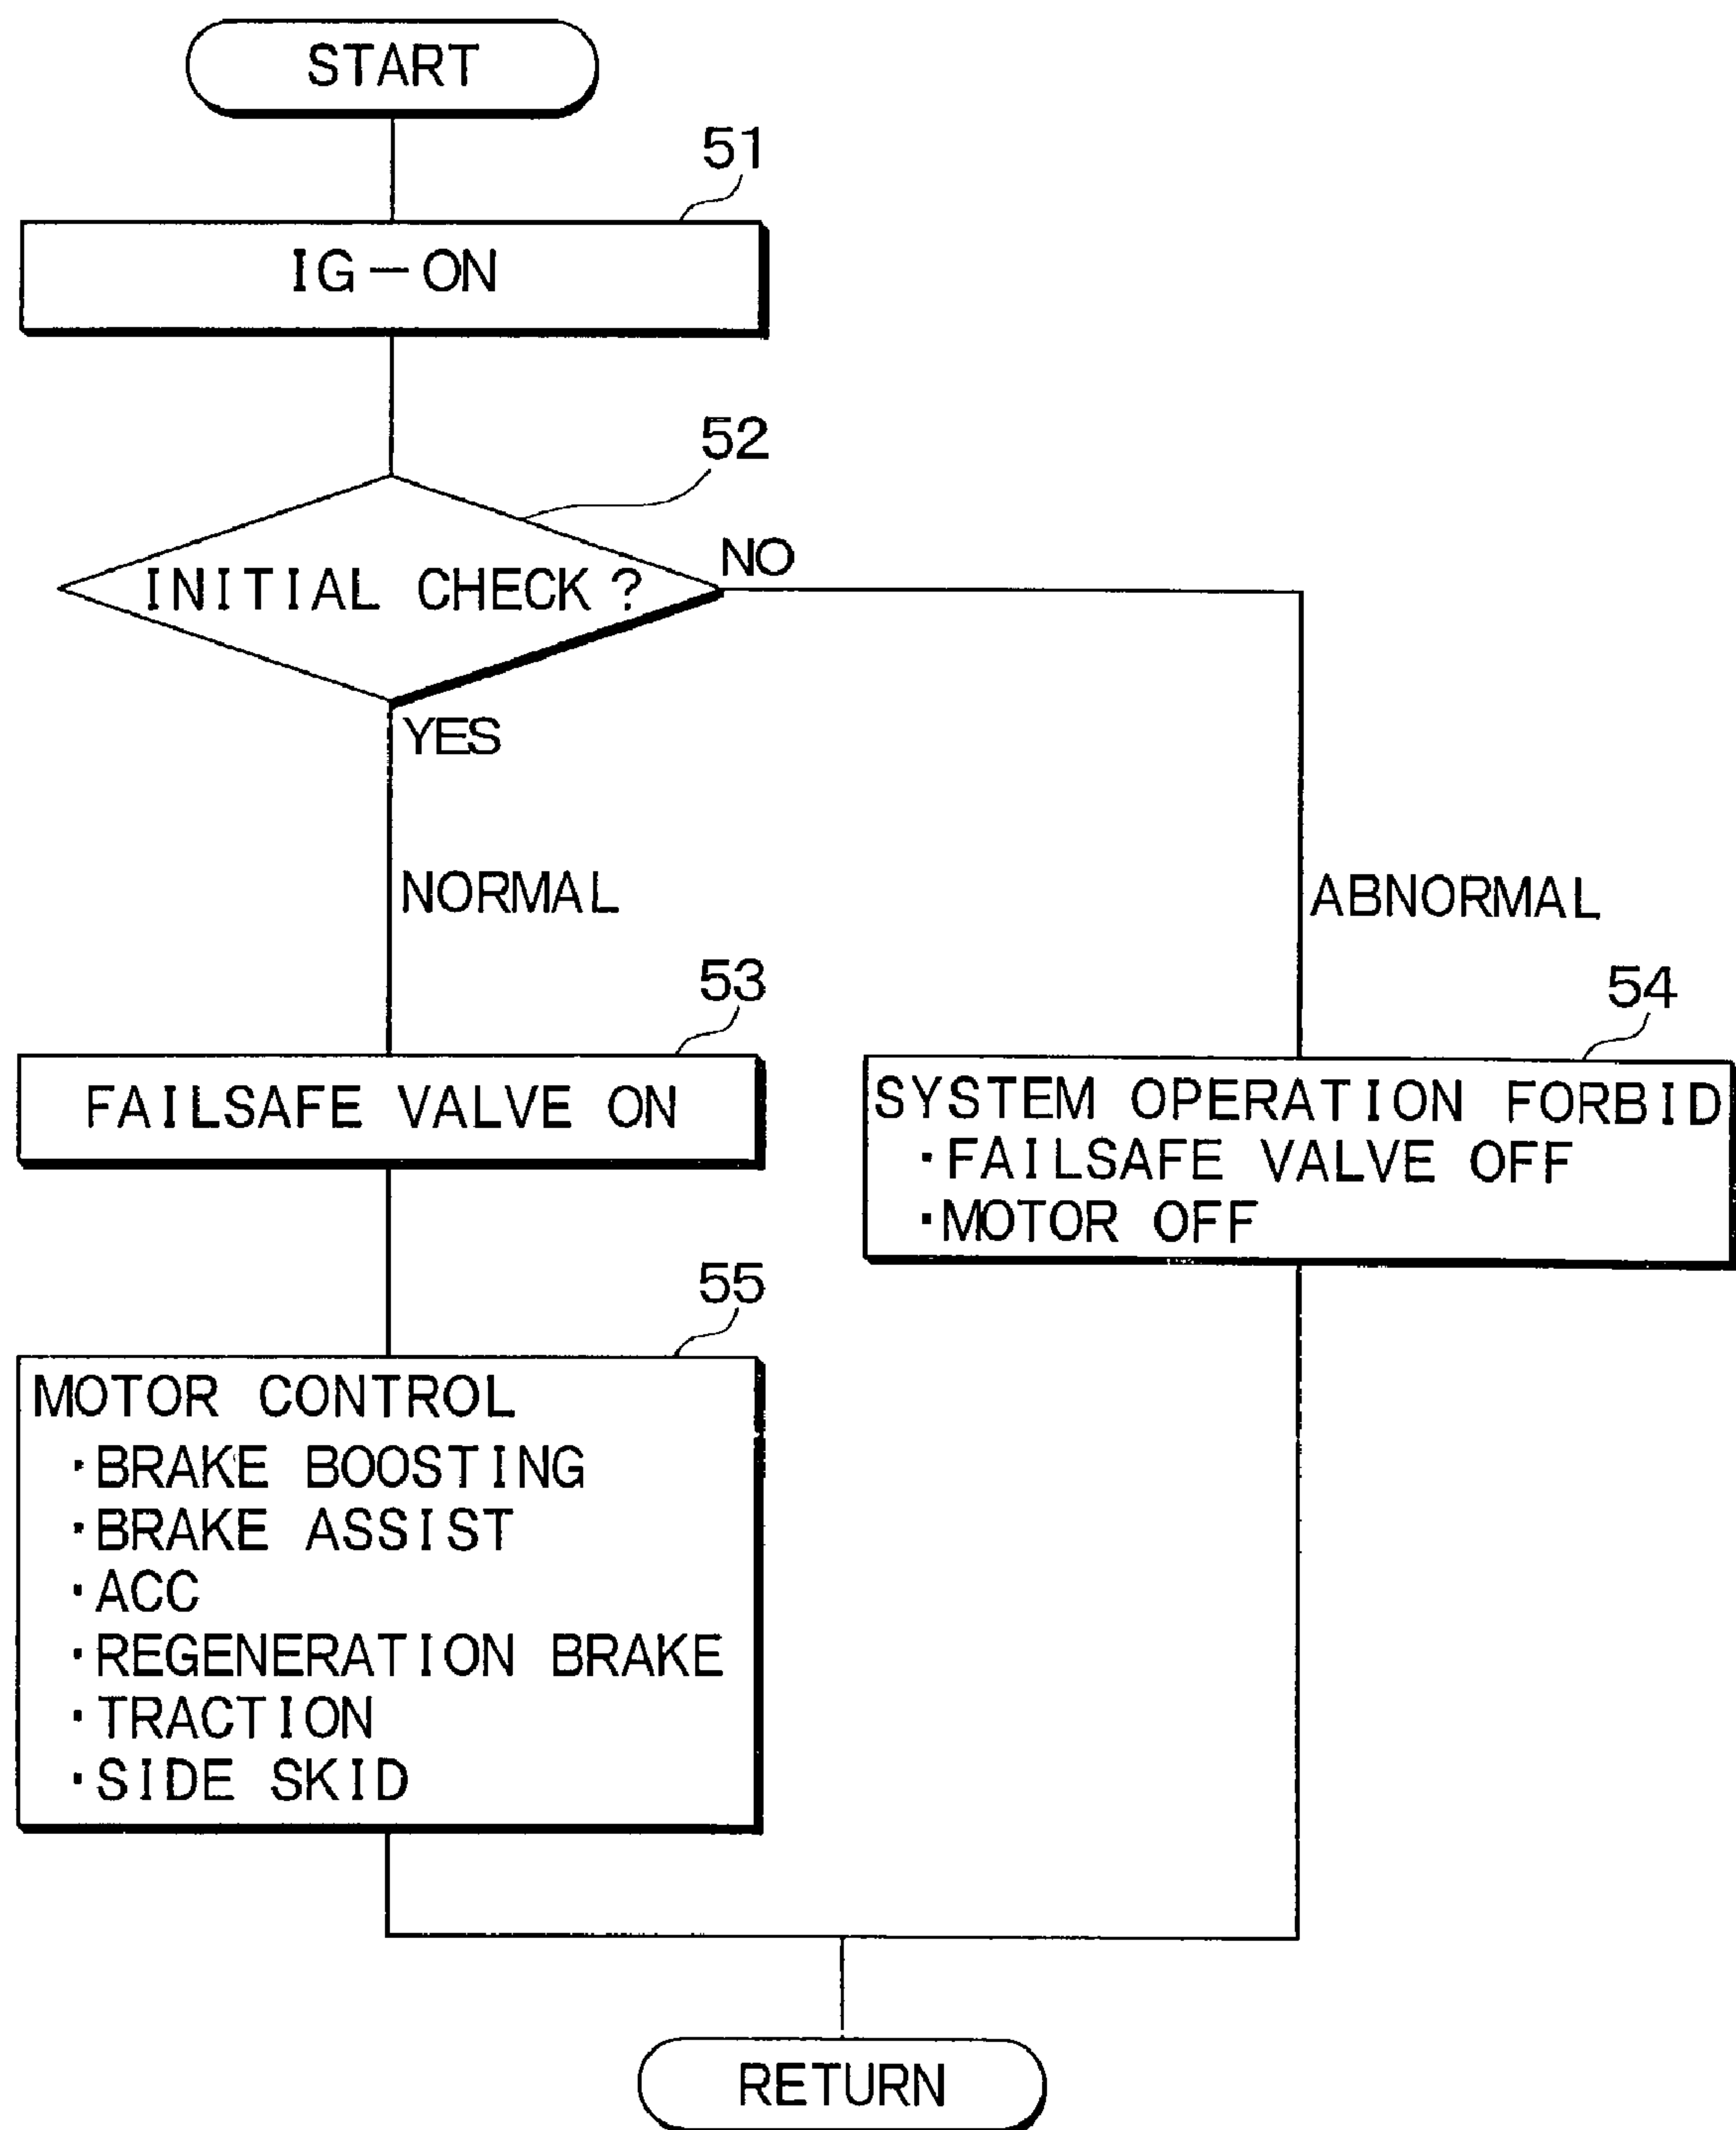 START
51
IG-ON
52
INITIAL CHECK?
NO
YES
NORMAL
ABNORMAL
53
FAILSAFE VALVE ON
54
SYSTEM OPERATION FORBID
·FAILSAFE VALVE OFF
·MOTOR OFF
55
MOTOR CONTROL
·BRAKE BOOSTING
·BRAKE ASSIST
·ACC
·REGENERATION BRAKE
·TRACTION
·SIDE SKID
RETURN